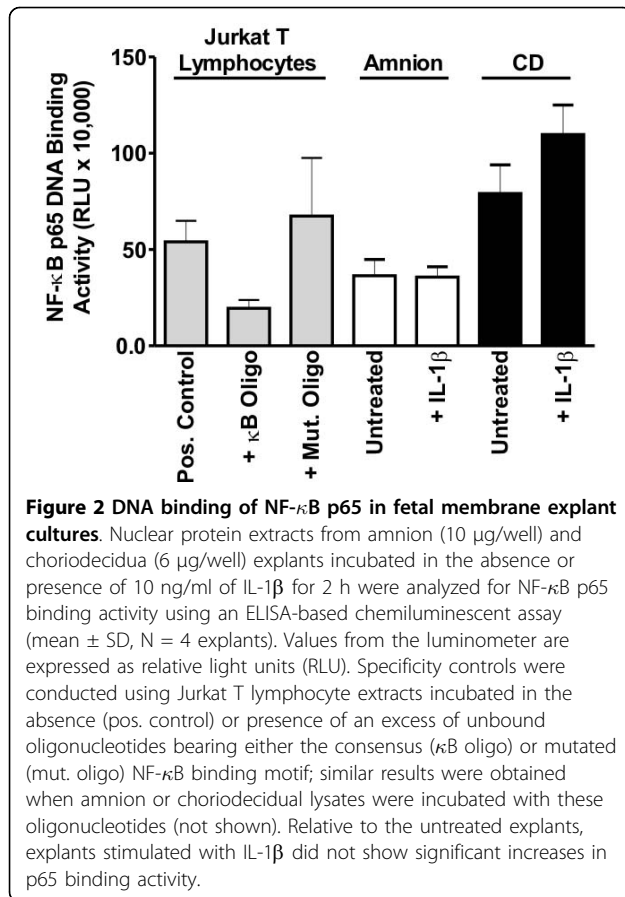 Jurkat T
Lymphocytes Amnion CD
NF-κB p65 DNA Binding
Activity (RLU x 10,000)
150
100
50
0.0
Pos. Control
+ κB Oligo
+ Mut. Oligo
Untreated
+ IL-1β
Untreated
+ IL-1β
Figure 2 DNA binding of NF-κB p65 in fetal membrane explant
cultures. Nuclear protein extracts from amnion (10 μg/well) and
choriodecidua (6 μg/well) explants incubated in the absence or
presence of 10 ng/ml of IL-1β for 2 h were analyzed for NF-κB p65
binding activity using an ELISA-based chemiluminescent assay
(mean ± SD, N = 4 explants). Values from the luminometer are
expressed as relative light units (RLU). Specificity controls were
conducted using Jurkat T lymphocyte extracts incubated in the
absence (pos. control) or presence of an excess of unbound
oligonucleotides bearing either the consensus (κB oligo) or mutated
(mut. oligo) NF-κB binding motif; similar results were obtained
when amnion or choriodecidual lysates were incubated with these
oligonucleotides (not shown). Relative to the untreated explants,
explants stimulated with IL-1β did not show significant increases in
p65 binding activity.